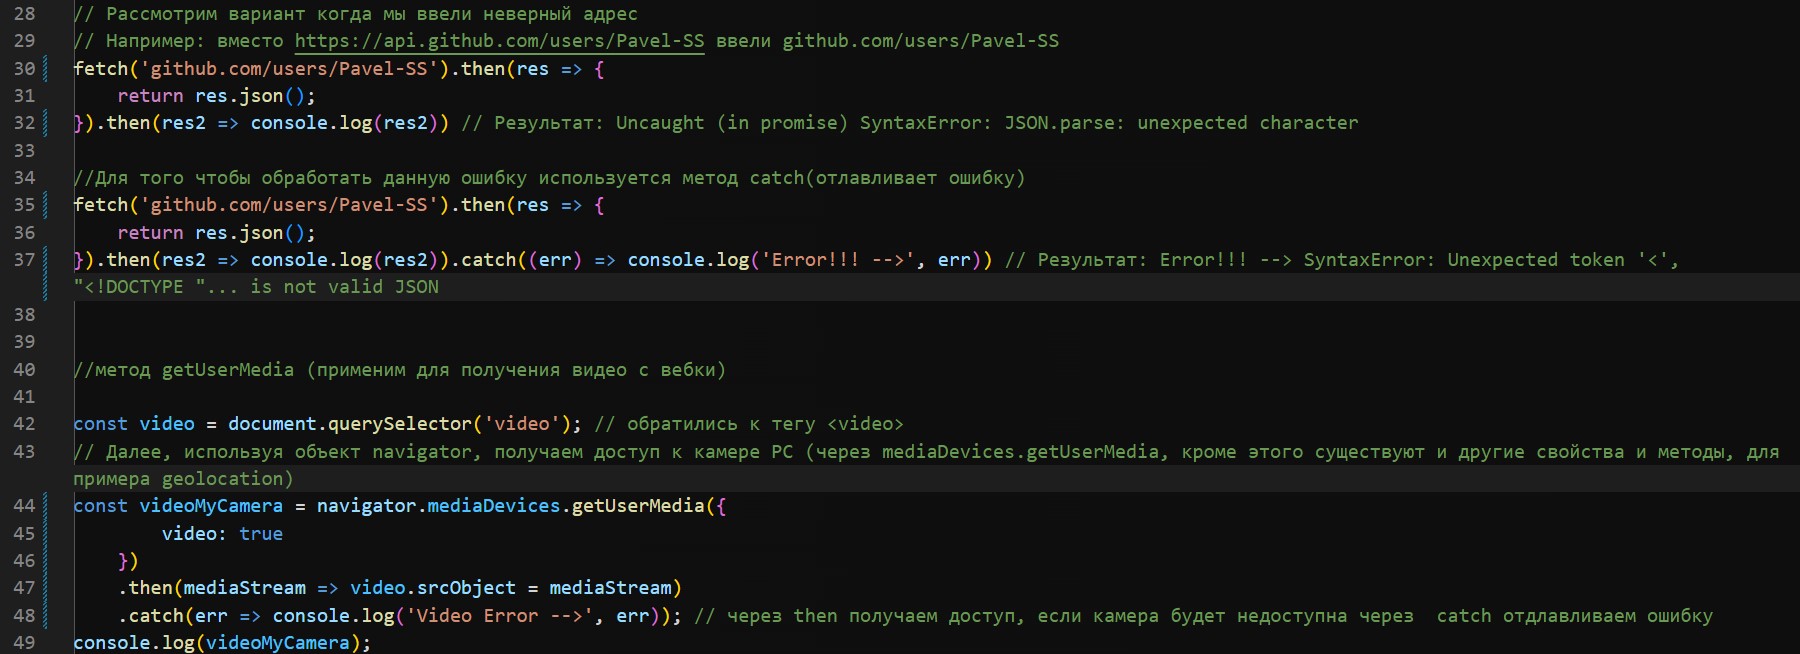 28 // Рассмотрим вариант когда мы ввели неверный адрес
29 // Например: вместо https://api.github.com/users/Pavel-SS ввели github.com/users/Pavel-SS
30 fetch('github.com/users/Pavel-SS').then(res => {
31     return res.json();
32 }).then(res2 => console.log(res2)) // Результат: Uncaught (in promise) SyntaxError: JSON.parse: unexpected character
33
34 //Для того чтобы обработать данную ошибку используется метод catch(отлавливает ошибку)
35 fetch('github.com/users/Pavel-SS').then(res => {
36     return res.json();
37 }).then(res2 => console.log(res2)).catch((err) => console.log('Error!!! -->', err)) // Результат: Error!!! --> SyntaxError: Unexpected token '<',
"<!DOCTYPE "... is not valid JSON
38
39
40 //метод getUserMedia (применим для получения видео с вебки)
41
42 const video = document.querySelector('video'); // обратились к тегу <video>
43 // Далее, используя объект navigator, получаем доступ к камере PC (через mediaDevices.getUserMedia, кроме этого существуют и другие свойства и методы, для
примера geolocation)
44 const videoMyCamera = navigator.mediaDevices.getUserMedia({
45         video: true
46     })
47     .then(mediaStream => video.srcObject = mediaStream)
48     .catch(err => console.log('Video Error -->', err)); // через then получаем доступ, если камера будет недоступна через  catch отдлавливаем ошибку
49 console.log(videoMyCamera);